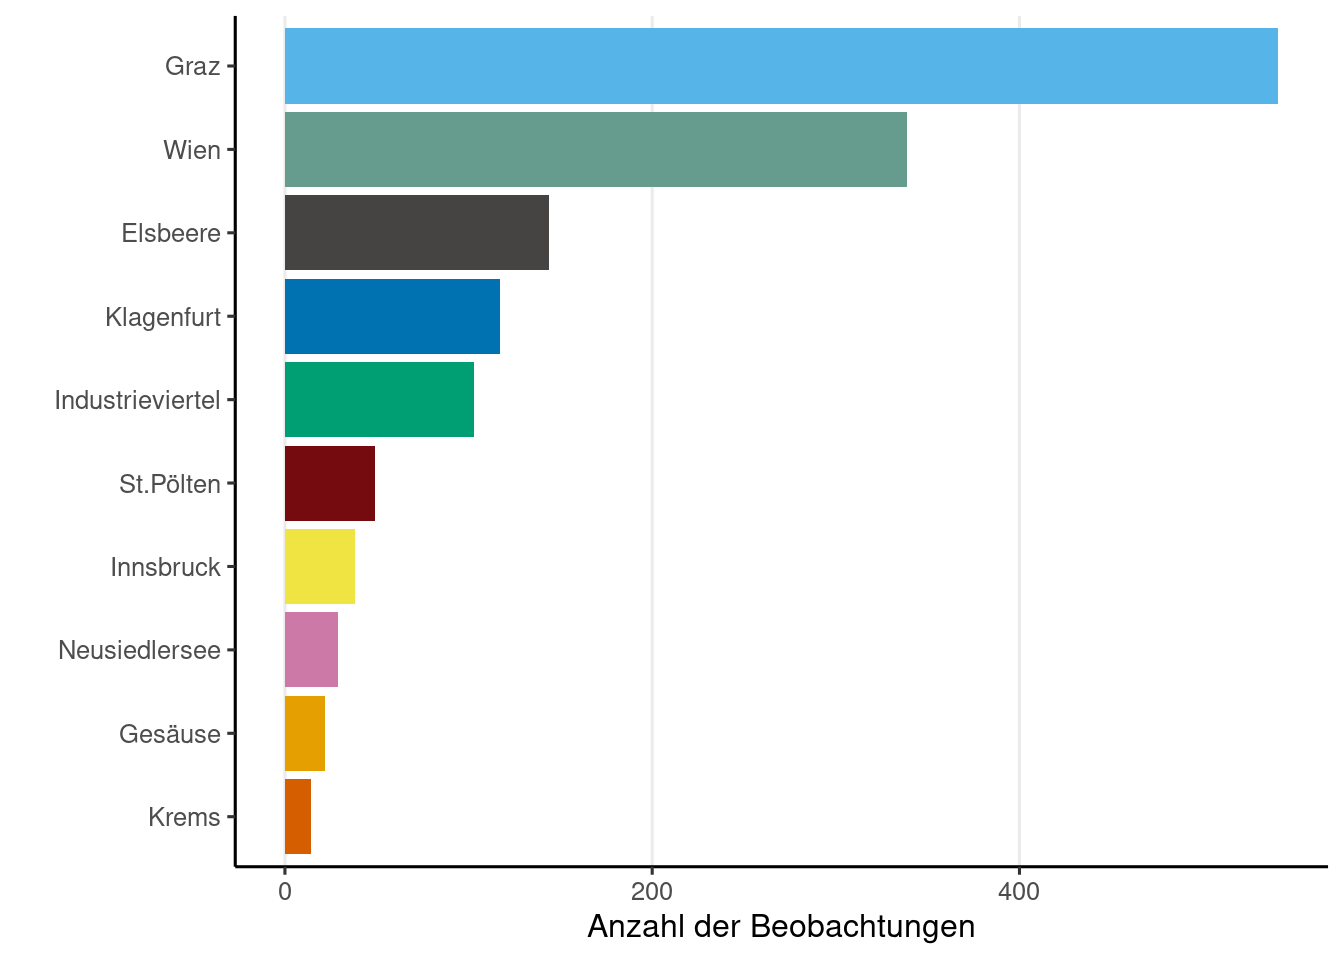 Graz
Wien
Elsbeere
Klagenfurt
Industrieviertel
St.Pölten
Innsbruck
Neusiedlersee
Gesäuse
Krems
0 200 400
Anzahl der Beobachtungen